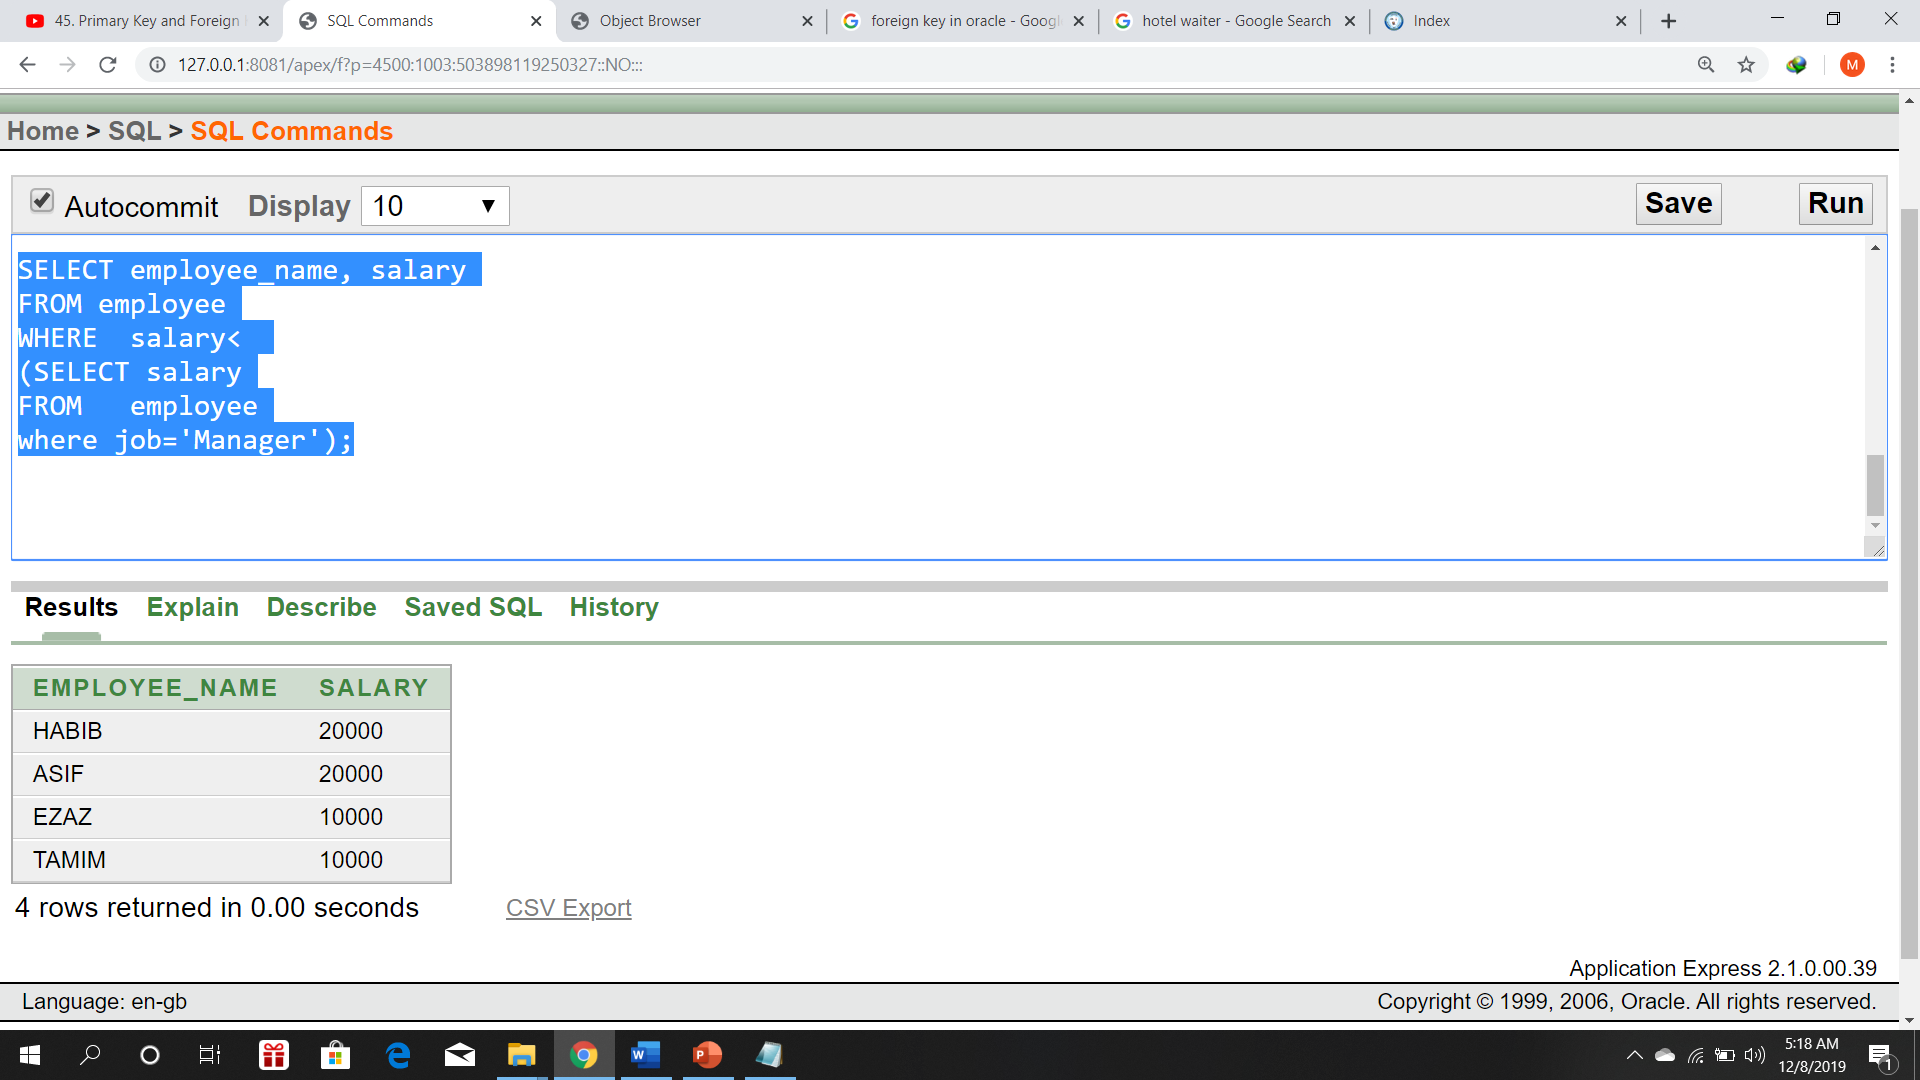 45. Primary Key and Foreign
SQL Commands
Object Browser
foreign key in oracle - Googl
hotel waiter - Google Search
Index
127.0.0.1:8081/apex/f?p=4500:1003:503898119250327::NO:::
M
Home > SQL > SQL Commands
Autocommit Display 10 Save Run
SELECT employee_name, salary
FROM employee
WHERE  salary<
(SELECT salary
FROM   employee
where job='Manager');
Results Explain Describe Saved SQL History
EMPLOYEE_NAME SALARY
HABIB 20000
ASIF 20000
EZAZ 10000
TAMIM 10000
4 rows returned in 0.00 seconds CSV Export
Application Express 2.1.0.00.39
Language: en-gb Copyright © 1999, 2006, Oracle. All rights reserved.
5:18 AM
12/8/2019
1